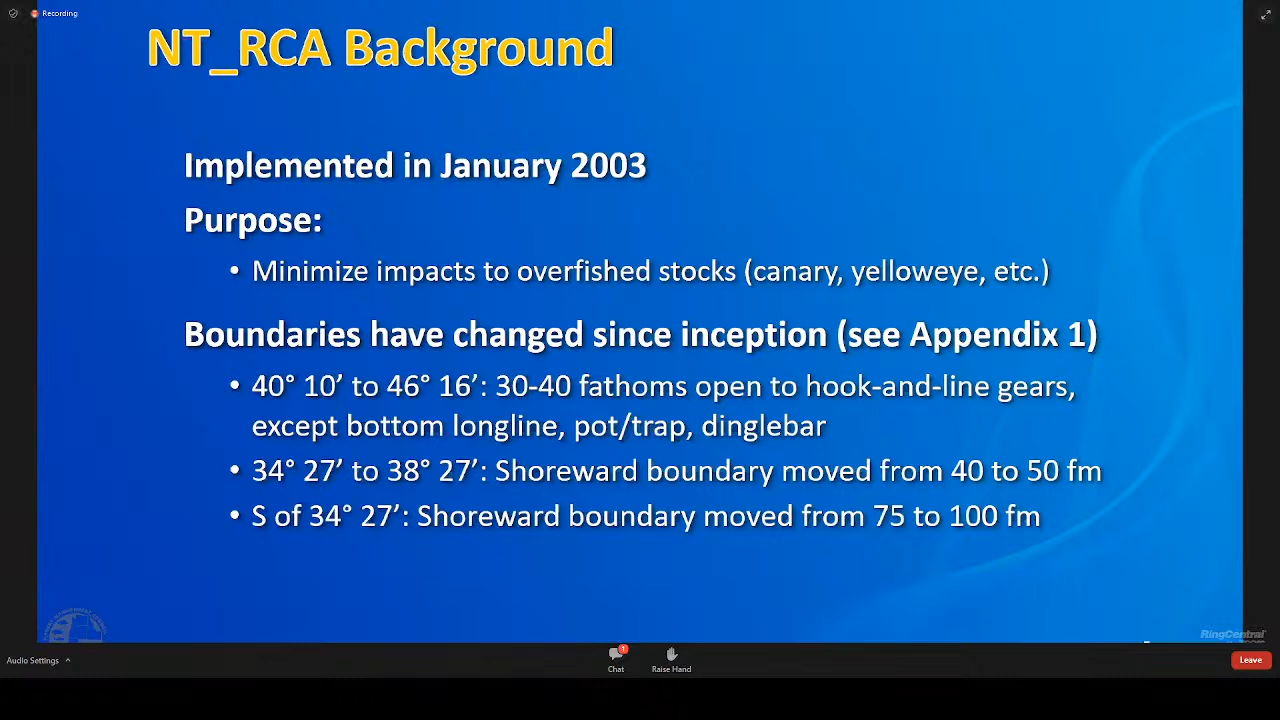 Recording
NT_RCA Background
Implemented in January 2003
Purpose:
• Minimize impacts to overfished stocks (canary, yelloweye, etc.)
Boundaries have changed since inception (see Appendix 1)
• 40° 10’ to 46° 16’: 30-40 fathoms open to hook-and-line gears,
except bottom longline, pot/trap, dinglebar
• 34° 27’ to 38° 27’: Shoreward boundary moved from 40 to 50 fm
• S of 34° 27’: Shoreward boundary moved from 75 to 100 fm
RingCentral
Audio Settings
1
Chat
Raise Hand
Leave